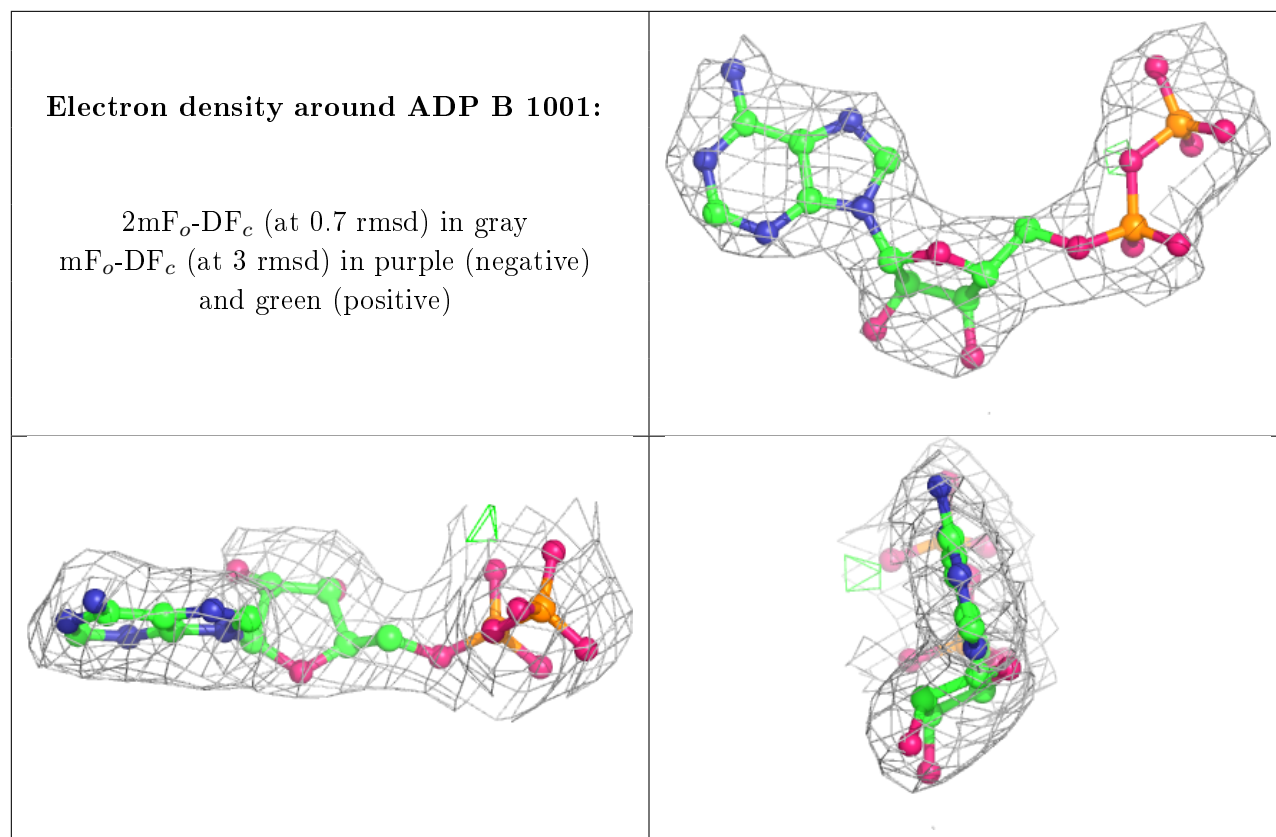 Electron density around ADP B 1001:
2mFo-DFc (at 0.7 rmsd) in gray
mFo-DFc (at 3 rmsd) in purple (negative)
and green (positive)